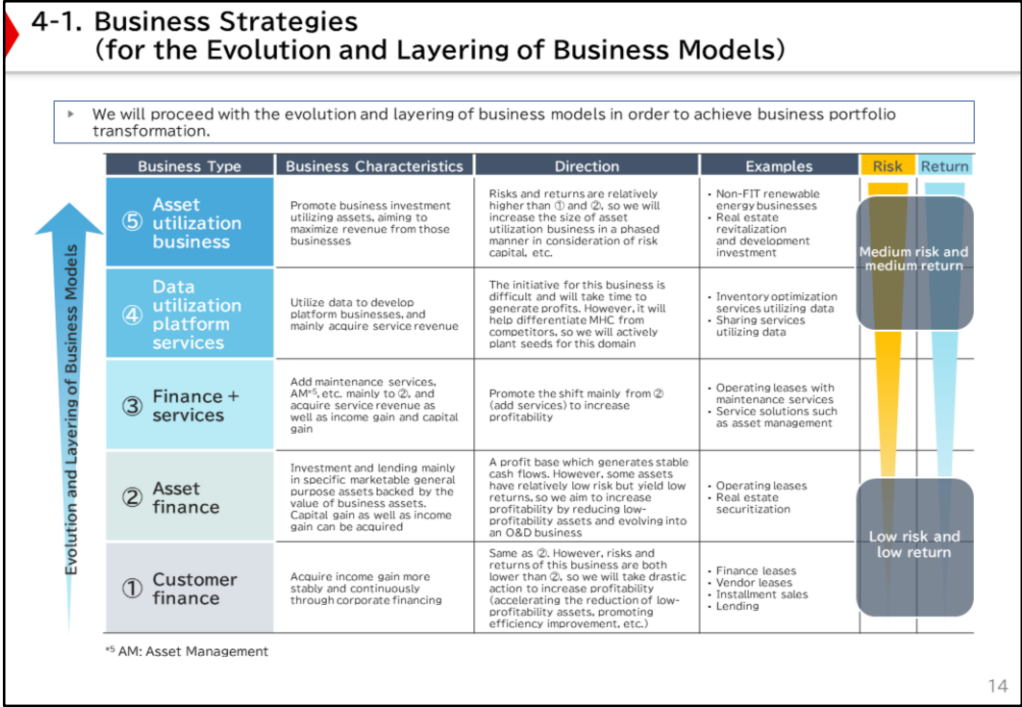 4-1. Business Strategies
(for the Evolution and Layering of Business Models)
▸ We will proceed with the evolution and layering of business models in order to achieve business portfolio
transformation.
Business Type
Business Characteristics
Direction
Examples
Risk
Return
Evolution and Layering of Business Models
⑤ Asset
utilization
business
Promote business investment
utilizing assets, aiming to
maximize revenue from those
businesses
Risks and returns are relatively
higher than ① and ②, so we will
increase the size of asset
utilization business in a phased
manner in consideration of risk
capital, etc.
・Non-FIT renewable
energy businesses
・Real estate
revitalization
and development
investment
Medium risk and
medium return
④ Data
utilization
platform
services
Utilize data to develop
platform businesses, and
mainly acquire service revenue
The initiative for this business is
difficult and will take time to
generate profits. However, it will
help differentiate MHC from
competitors, so we will actively
plant seeds for this domain
・Inventory optimization
services utilizing data
・Sharing services
utilizing data
③ Finance +
services
Add maintenance services,
AM*5, etc. mainly to ②, and
acquire service revenue as
well as income gain and capital
gain
Promote the shift mainly from ②
(add services) to increase
profitability
・Operating leases with
maintenance services
・Service solutions such
as asset management
② Asset
finance
Investment and lending mainly
in specific marketable general
purpose assets backed by the
value of business assets.
Capital gain as well as income
gain can be acquired
A profit base which generates stable
cash flows. However, some assets
have relatively low risk but yield low
returns, so we aim to increase
profitability by reducing low-
profitability assets and evolving into
an O&D business
・Operating leases
・Real estate
securitization
Low risk and
low return
① Customer
finance
Acquire income gain more
stably and continuously
through corporate financing
Same as ②. However, risks and
returns of this business are both
lower than ②, so we will take drastic
action to increase profitability
(accelerating the reduction of low-
profitability assets, promoting
efficiency improvement, etc.)
・Finance leases
・Vendor leases
・Installment sales
・Lending
*5 AM: Asset Management
14